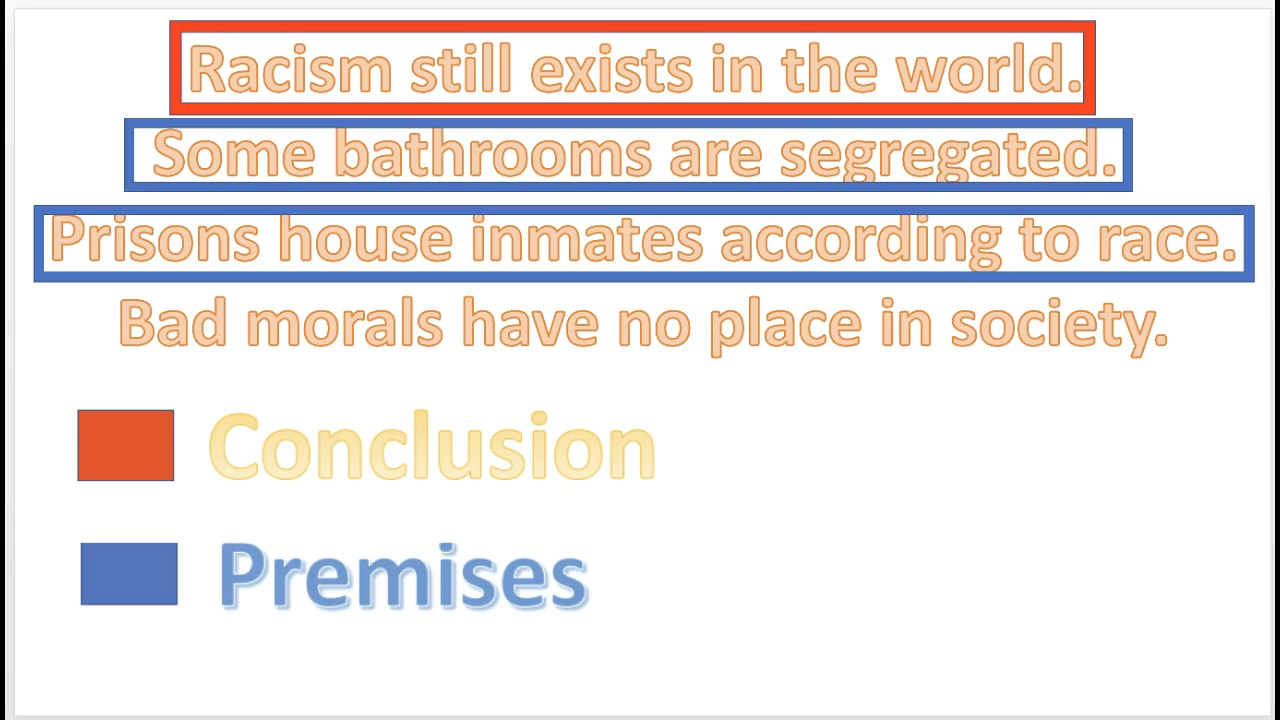 Racism still exists in the world.
Some bathrooms are segregated.
Prisons house inmates according to race.
Bad morals have no place in society.
Conclusion
Premises